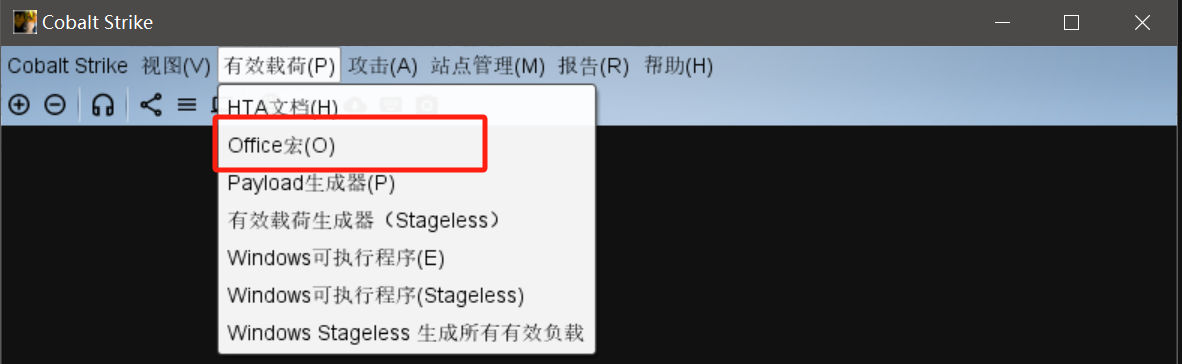 Cobalt Strike
Cobalt Strike 视图(V) 有效载荷(P) 攻击(A) 站点管理(M) 报告(R) 帮助(H)
HTA文档(H)
Office宏(O)
Payload生成器(P)
有效载荷生成器（Stageless）
Windows可执行程序(E)
Windows可执行程序(Stageless)
Windows Stageless 生成所有有效负载